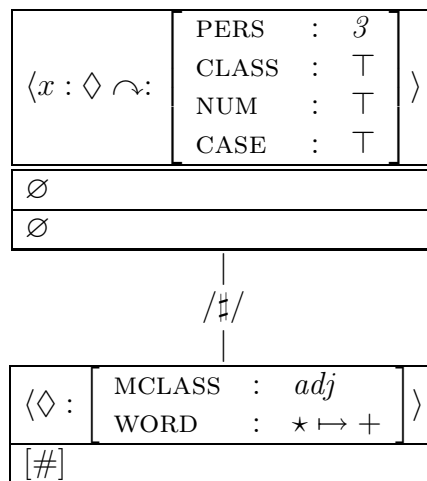 ⟨x : ◊ ↷: [ PERS : 3
CLASS : ⊤
NUM : ⊤
CASE : ⊤ ] ⟩
∅
∅
/♯/
⟨◊ : [ MCLASS : adj
WORD : ⋆ ↦ + ] ⟩
[#]